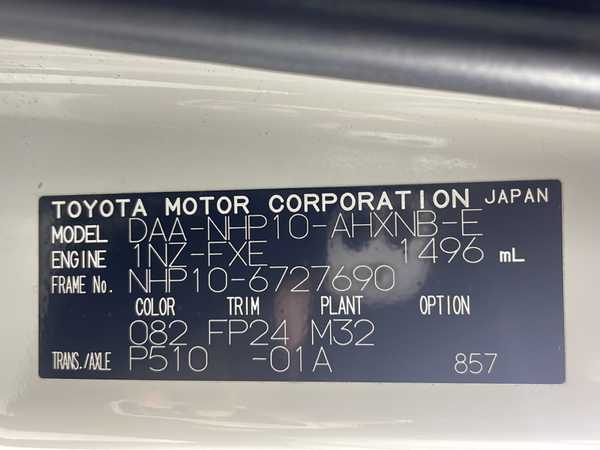 TOYOTA MOTOR CORPORATION JAPAN
MODEL DAA-NHP10-AHXNB-E
ENGINE 1NZ-FXE 1496 mL
FRAME No. NHP10-6727690
COLOR TRIM PLANT OPTION
082 FP24 M32
TRANS./AXLE P510 -01A 857